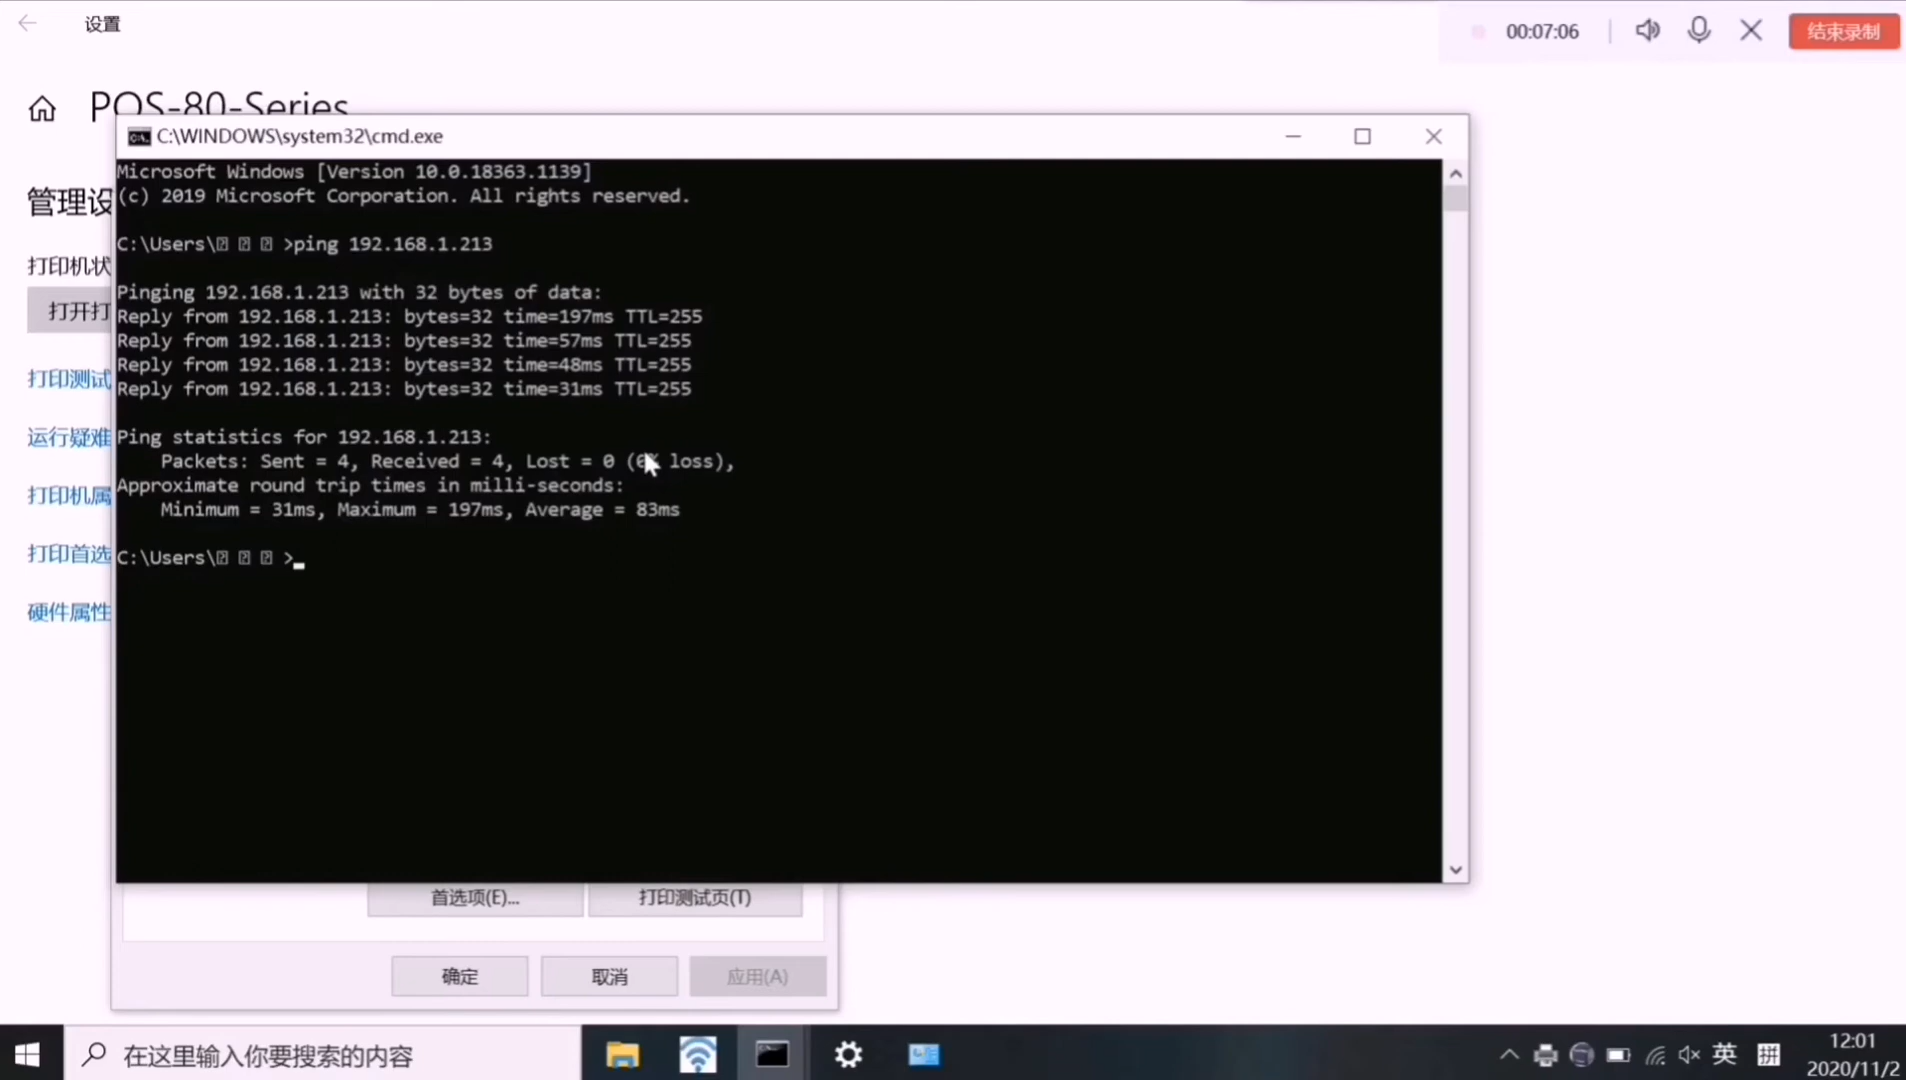 设置
00:07:06
结束录制
POS-80-Series
C:\WINDOWS\system32\cmd.exe
Microsoft Windows [Version 10.0.18363.1139]
(c) 2019 Microsoft Corporation. All rights reserved.
管理设
C:\Users\ >ping 192.168.1.213
打印机状
Pinging 192.168.1.213 with 32 bytes of data:
打开打
Reply from 192.168.1.213: bytes=32 time=197ms TTL=255
Reply from 192.168.1.213: bytes=32 time=57ms TTL=255
Reply from 192.168.1.213: bytes=32 time=48ms TTL=255
打印测试
Reply from 192.168.1.213: bytes=32 time=31ms TTL=255
运行疑难
Ping statistics for 192.168.1.213:
Packets: Sent = 4, Received = 4, Lost = 0 (0% loss),
Approximate round trip times in milli-seconds:
打印机属
Minimum = 31ms, Maximum = 197ms, Average = 83ms
打印首选
C:\Users\ >
硬件属性
首选项(E)...
打印测试页(T)
确定
取消
应用(A)
在这里输入你要搜索的内容
英
拼
12:01
2020/11/2